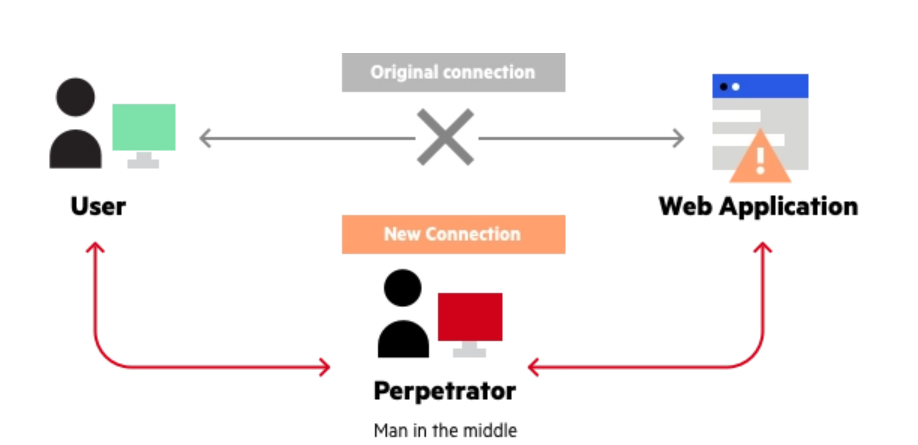 Original connection
User
Web Application
New Connection
Perpetrator
Man in the middle